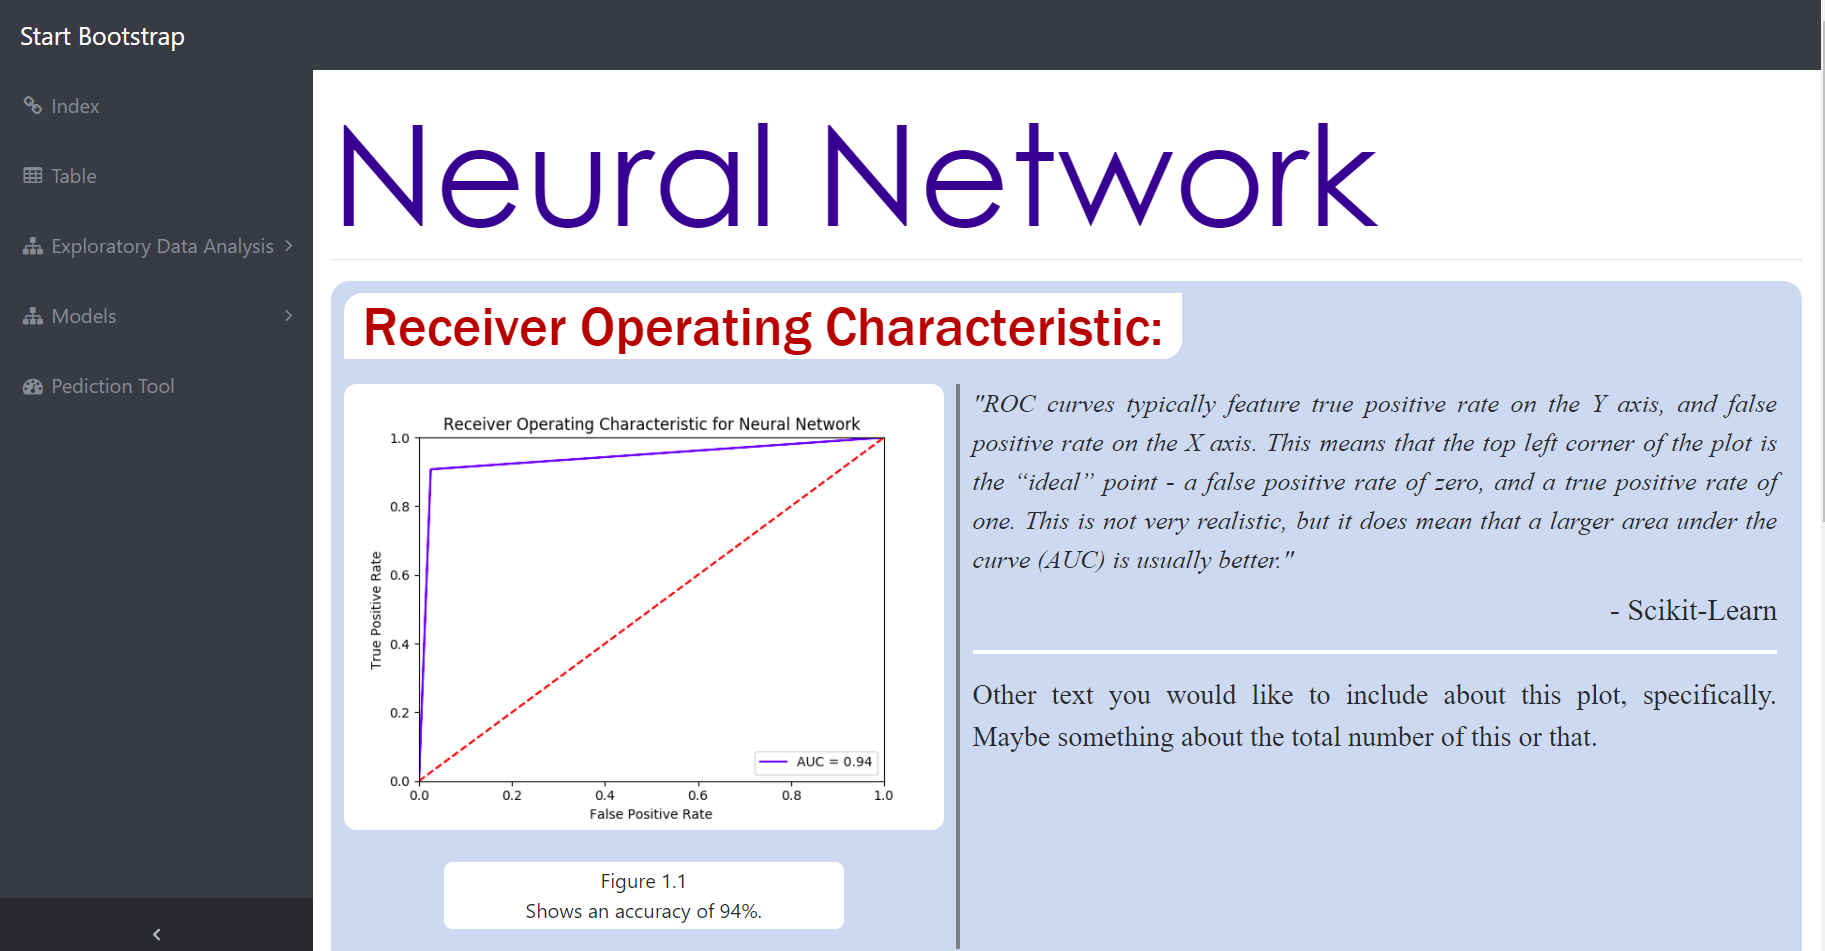 Start Bootstrap
Index
Table
Exploratory Data Analysis
Models
Pediction Tool
Neural Network
Receiver Operating Characteristic:
Receiver Operating Characteristic for Neural Network
True Positive Rate
1.0
0.8
0.6
0.4
0.2
0.0
AUC = 0.94
0.0 0.2 0.4 0.6 0.8 1.0
False Positive Rate
Figure 1.1
Shows an accuracy of 94%.
"ROC curves typically feature true positive rate on the Y axis, and false
positive rate on the X axis. This means that the top left corner of the plot is
the “ideal” point - a false positive rate of zero, and a true positive rate of
one. This is not very realistic, but it does mean that a larger area under the
curve (AUC) is usually better."
- Scikit-Learn
Other text you would like to include about this plot, specifically.
Maybe something about the total number of this or that.